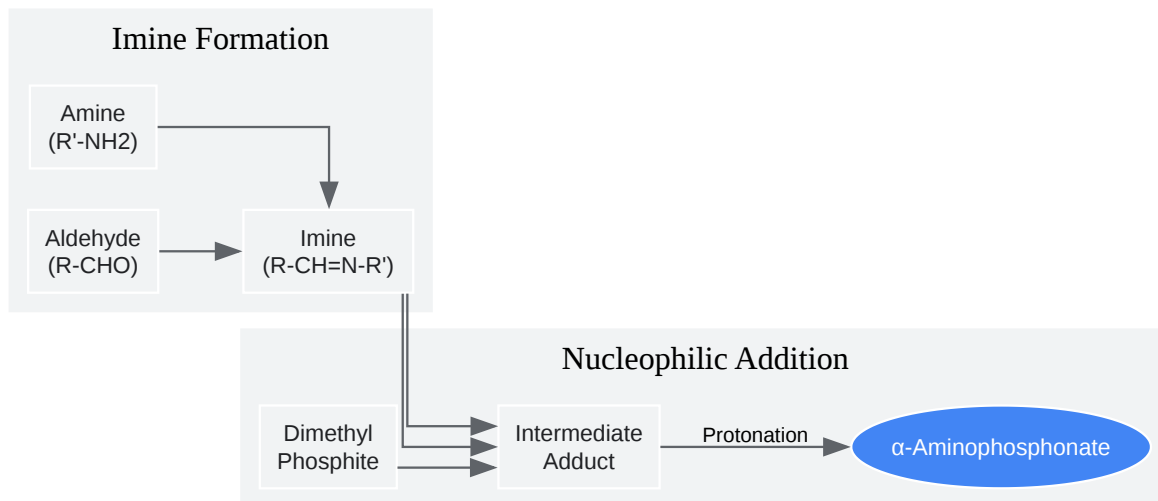 Imine Formation
Amine
(R'-NH2)
Aldehyde
(R-CHO)
Imine
(R-CH=N-R')
Nucleophilic Addition
Dimethyl
Phosphite
Intermediate
Adduct
Protonation
α-Aminophosphonate